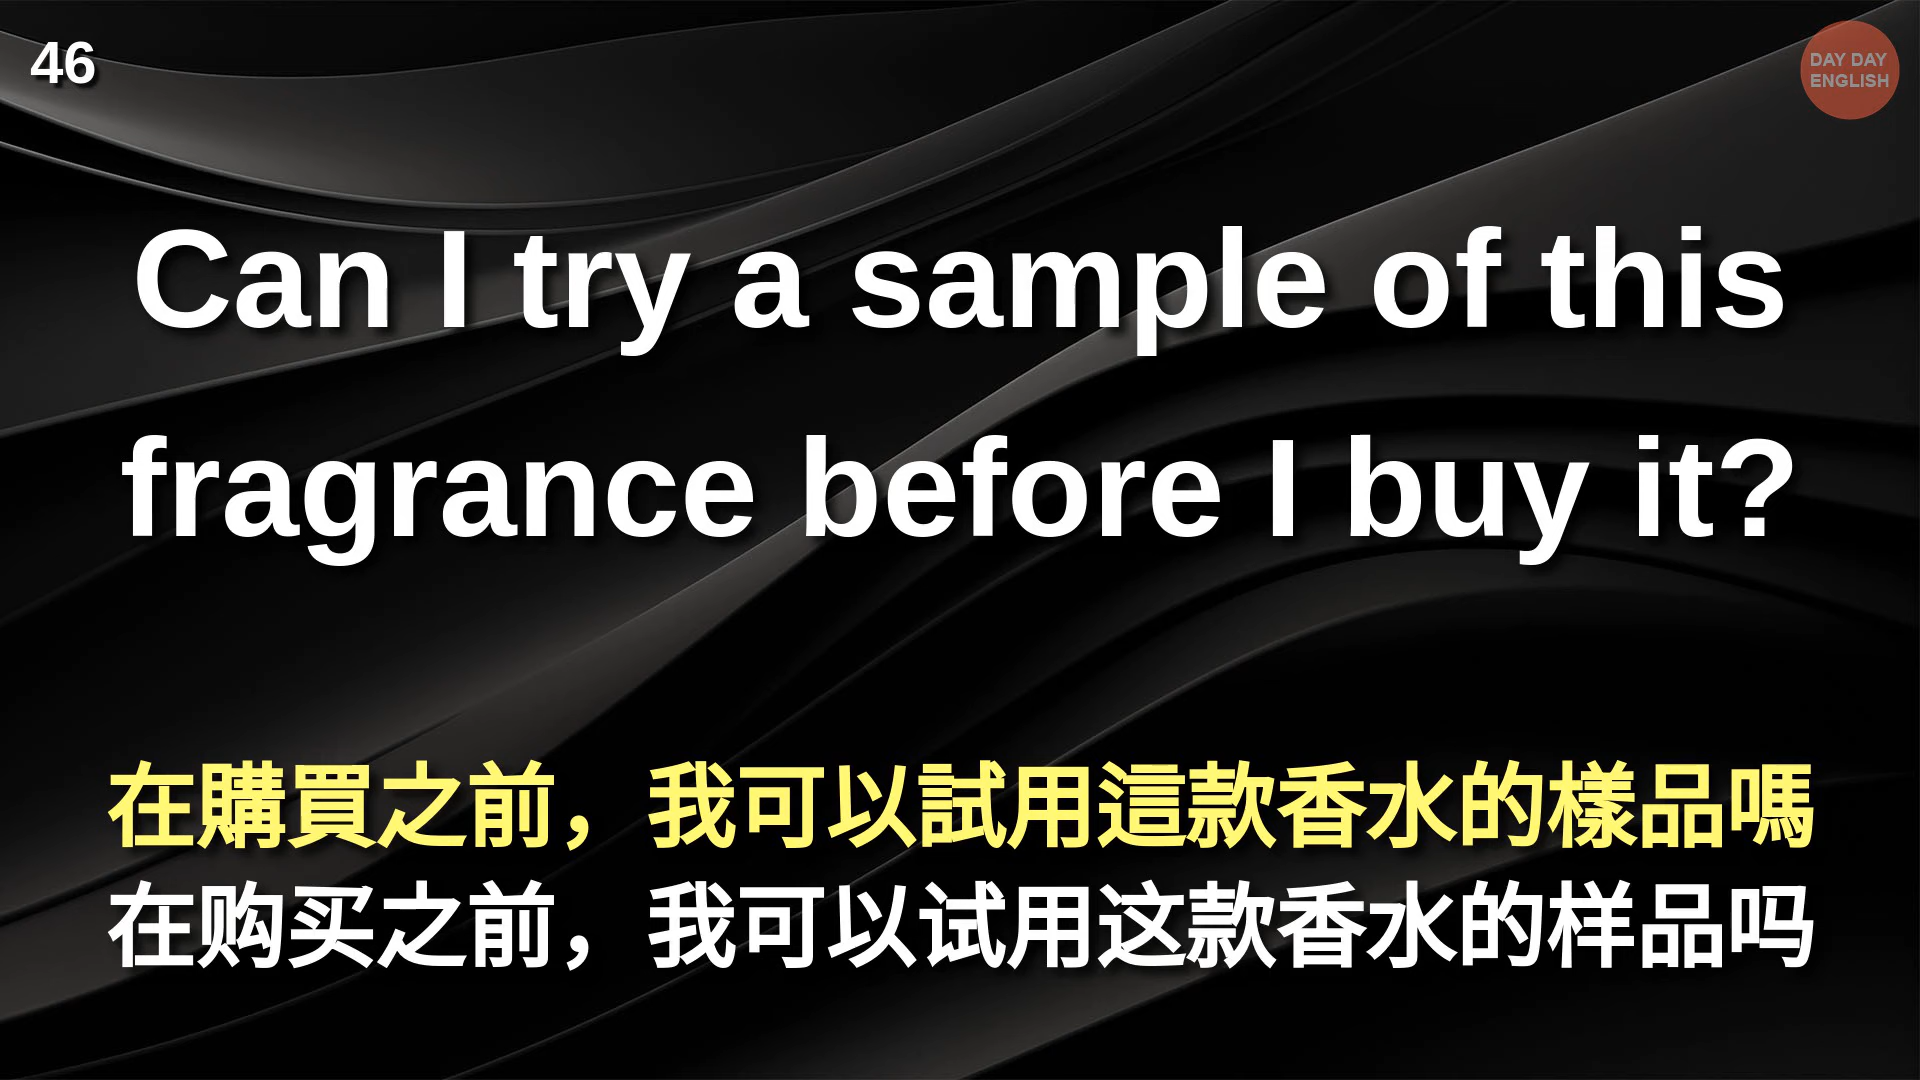 46
DAY DAY
ENGLISH
Can I try a sample of this
fragrance before I buy it?
在購買之前，我可以試用這款香水的樣品嗎
在购买之前，我可以试用这款香水的样品吗